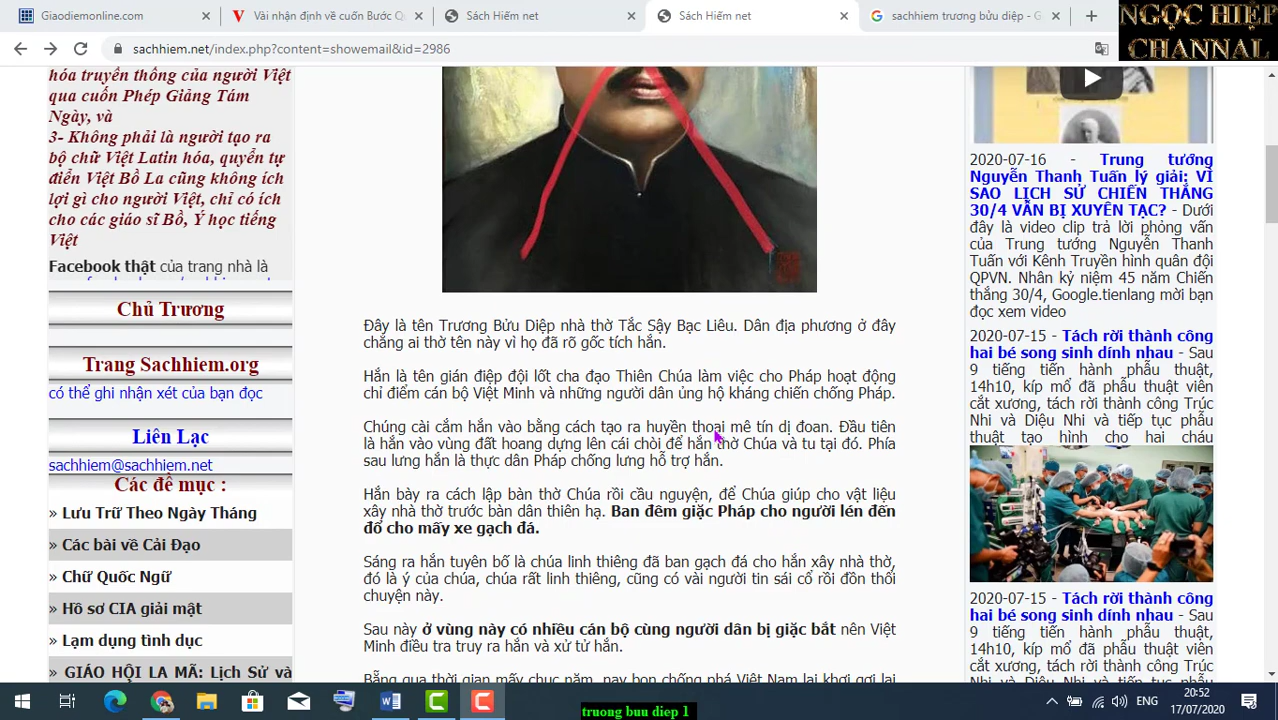 Giaodiemonline.com
Vài nhận định về cuốn Bước Q
Sách Hiếm net
Sách Hiếm net
sachhiem trương bửu diệp - G
NGỌC HIỆP
CHANNAL
sachhiem.net/index.php?content=showemail&id=2986
hóa truyền thống của người Việt
qua cuốn Phép Giảng Tám
Ngày, và
3- Không phải là người tạo ra
bộ chữ Việt Latin hóa, quyển tự
điển Việt Bồ La cũng không ích
lợi gì cho người Việt, chỉ có ích
cho các giáo sĩ Bồ, Ý học tiếng
Việt
Facebook thật của trang nhà là
Chủ Trương
Trang Sachhiem.org
có thể ghi nhận xét của bạn đọc
Liên Lạc
sachhiem@sachhiem.net
Các đề mục :
» Lưu Trữ Theo Ngày Tháng
» Các bài về Cải Đạo
» Chữ Quốc Ngữ
» Hồ sơ CIA giải mật
» Lạm dụng tình dục
» GIÁO HỘI LA MÃ: Lịch Sử và
Đây là tên Trương Bửu Diệp nhà thờ Tắc Sậy Bạc Liêu. Dân địa phương ở đây
chẳng ai thờ tên này vì họ đã rõ gốc tích hắn.
Hắn là tên gián điệp đội lốt cha đạo Thiên Chúa làm việc cho Pháp hoạt động
chỉ điểm cán bộ Việt Minh và những người dân ủng hộ kháng chiến chống Pháp.
Chúng cài cắm hắn vào bằng cách tạo ra huyền thoại mê tín dị đoan. Đầu tiên
là hắn vào vùng đất hoang dựng lên cái chòi để hắn thờ Chúa và tu tại đó. Phía
sau lưng hắn là thực dân Pháp chống lưng hỗ trợ hắn.
Hắn bày ra cách lập bàn thờ Chúa rồi cầu nguyện, để Chúa giúp cho vật liệu
xây nhà thờ trước bàn dân thiên hạ. Ban đêm giặc Pháp cho người lén đến
đổ cho mấy xe gạch đá.
Sáng ra hắn tuyên bố là chúa linh thiêng đã ban gạch đá cho hắn xây nhà thờ,
đó là ý của chúa, chúa rất linh thiêng, cũng có vài người tin sái cổ rồi đồn thổi
chuyện này.
Sau này ở vùng này có nhiều cán bộ cùng người dân bị giặc bắt nên Việt
Minh điều tra truy ra hắn và xử tử hắn.
Bẵng qua thời gian mấy chục năm, nay bọn chống phá Việt Nam lại khơi gợi lại
2020-07-16 - Trung tướng
Nguyễn Thanh Tuấn lý giải: VÌ
SAO LỊCH SỬ CHIẾN THẮNG
30/4 VẪN BỊ XUYÊN TẠC? - Dưới
đây là video clip trả lời phỏng vấn
của Trung tướng Nguyễn Thanh
Tuấn với Kênh Truyền hình quân đội
QPVN. Nhân kỷ niệm 45 năm Chiến
thắng 30/4, Google.tienlang mời bạn
đọc xem video
2020-07-15 - Tách rời thành công
hai bé song sinh dính nhau - Sau
9 tiếng tiến hành phẫu thuật,
14h10, kíp mổ đã phẫu thuật viên
cắt xương, tách rời thành công Trúc
Nhi và Diệu Nhi và tiếp tục phẫu
thuật tạo hình cho hai cháu
2020-07-15 - Tách rời thành công
hai bé song sinh dính nhau - Sau
9 tiếng tiến hành phẫu thuật,
14h10, kíp mổ đã phẫu thuật viên
cắt xương, tách rời thành công Trúc
ENG
20:52
17/07/2020
truong buu diep 1